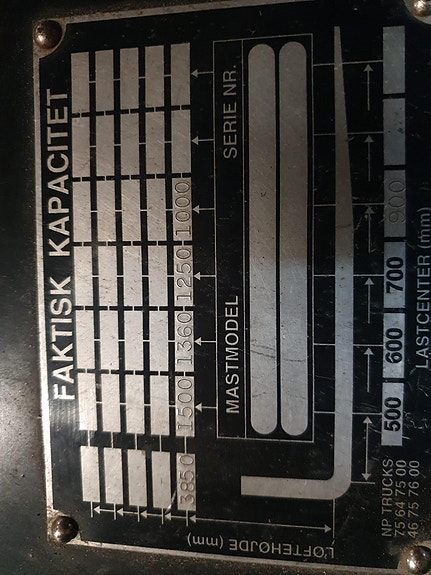 FAKTISK KAPACITET
3850 1500 1360 1250 1000
MASTMODEL SERIE NR.
LØFTEHØJDE (mm)
500 600 700 900
LASTCENTER (mm)
NP TRUCKS
75 64 75 00
46 75 76 00